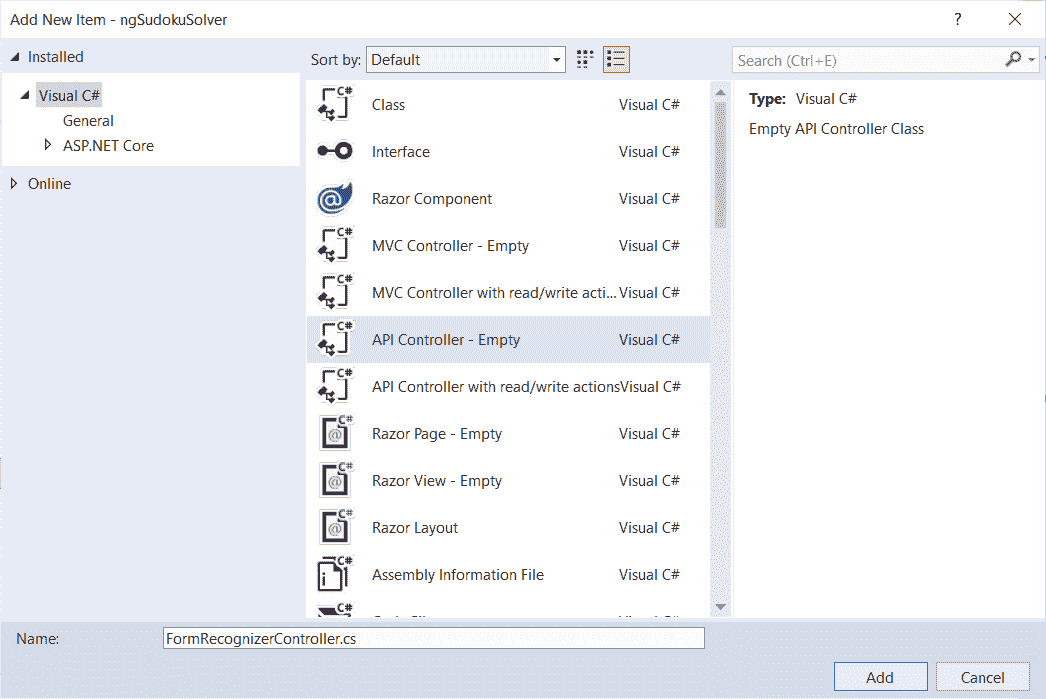 Add New Item - ngSudokuSolver
?
Installed
Visual C#
General
ASP.NET Core
Online
Sort by: Default
Search (Ctrl+E)
Class Visual C#
Interface Visual C#
Razor Component Visual C#
MVC Controller - Empty Visual C#
MVC Controller with read/write acti... Visual C#
API Controller - Empty Visual C#
API Controller with read/write actions Visual C#
Razor Page - Empty Visual C#
Razor View - Empty Visual C#
Razor Layout Visual C#
Assembly Information File Visual C#
Type: Visual C#
Empty API Controller Class
Name: FormRecognizerController.cs
Add Cancel